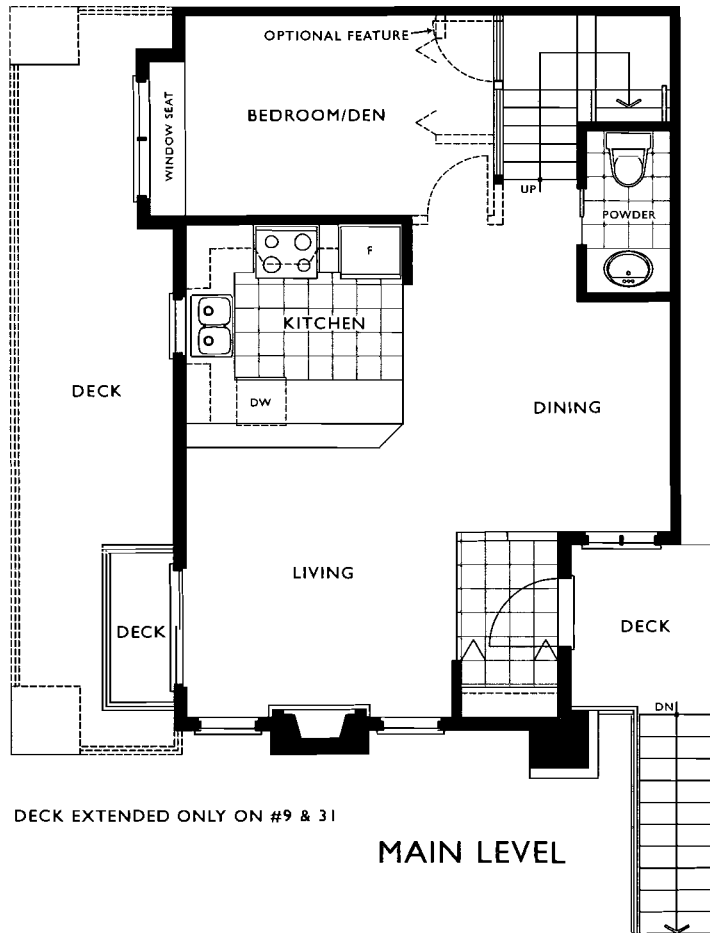 OPTIONAL FEATURE
BEDROOM/DEN
WINDOW SEAT
UP
POWDER
F
KITCHEN
DECK
DW
DINING
LIVING
DECK
DECK
DN
DECK EXTENDED ONLY ON #9 & 31
MAIN LEVEL